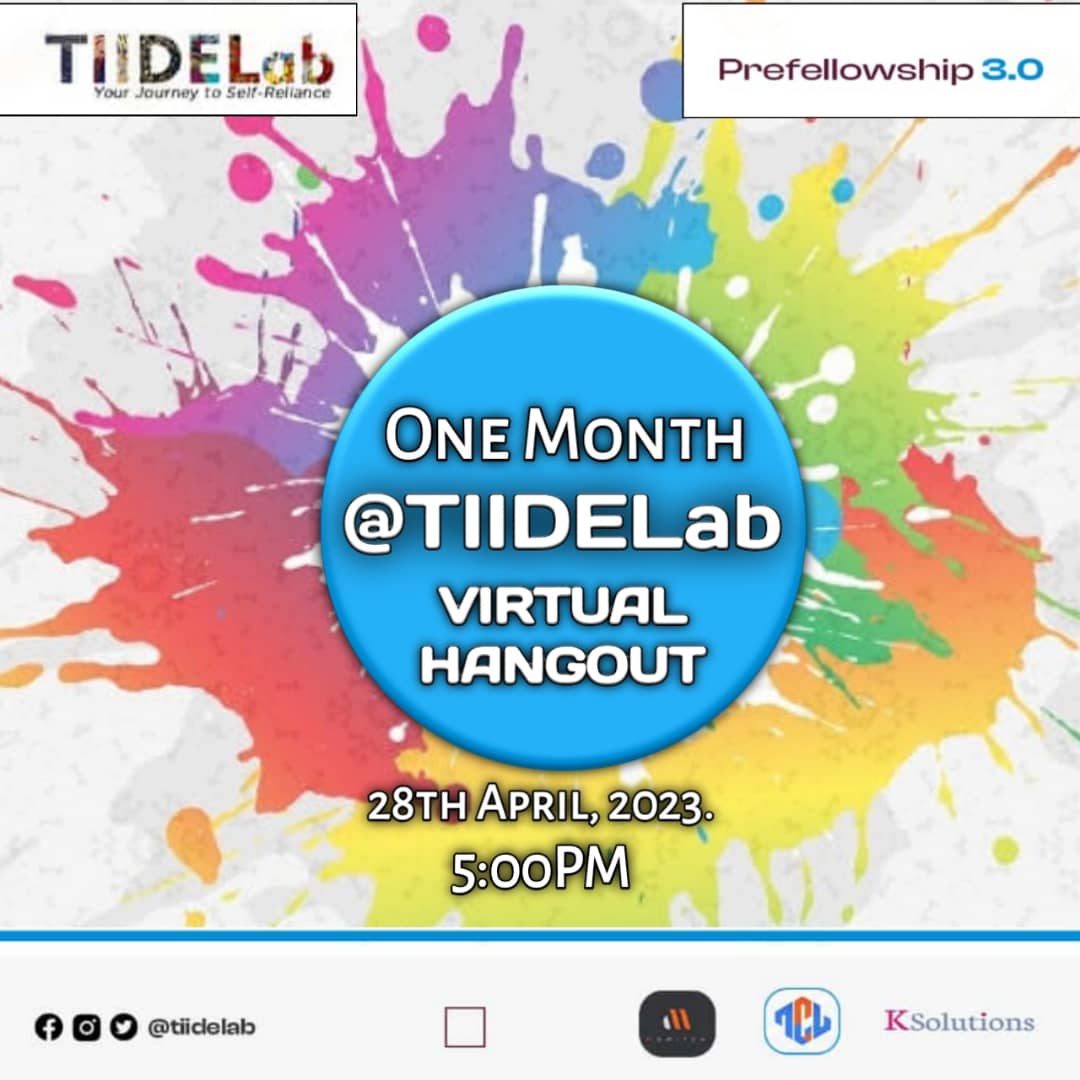 TIIDELab
Your Journey to Self-Reliance
Prefellowship 3.0
ONE MONTH
@TIIDELab
VIRTUAL
HANGOUT
28TH APRIL, 2023.
5:00PM
@tiidelab
TCL
KSolutions